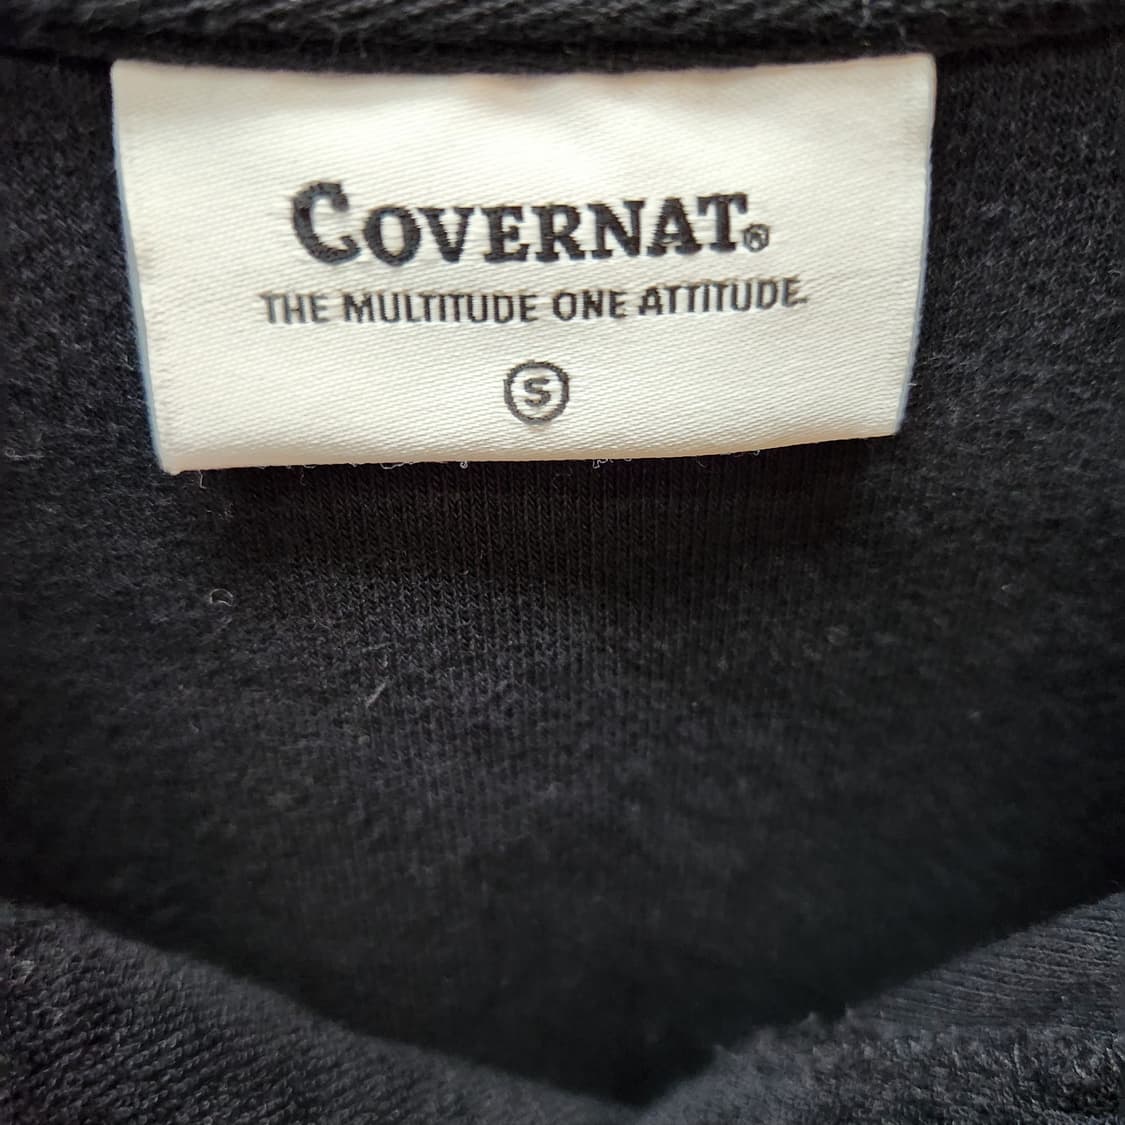 COVERNAT®
THE MULTITUDE ONE ATTITUDE.
S